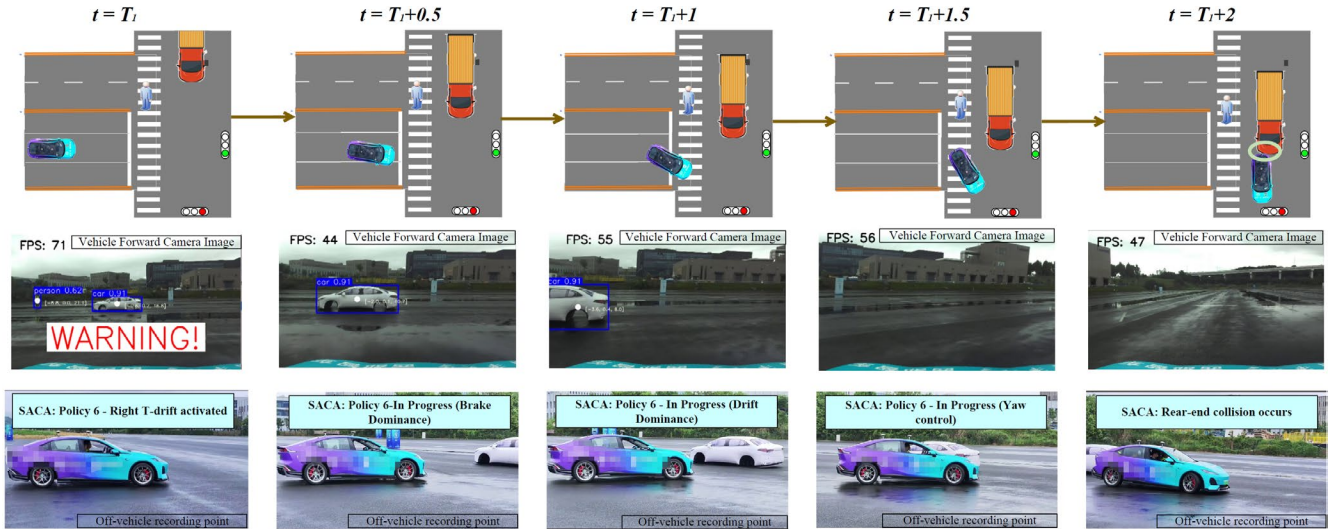 t = T₁
t = T₁+0.5
t = T₁+1
t = T₁+1.5
t = T₁+2
FPS: 71
Vehicle Forward Camera Image
person 0.62
car 0.91
WARNING!
FPS: 44
Vehicle Forward Camera Image
car 0.91
FPS: 55
Vehicle Forward Camera Image
car 0.91
FPS: 56
Vehicle Forward Camera Image
FPS: 47
Vehicle Forward Camera Image
SACA: Policy 6 - Right T-drift activated
Off-vehicle recording point
SACA: Policy 6-In Progress (Brake
Dominance)
Off-vehicle recording point
SACA: Policy 6 - In Progress (Drift
Dominance)
Off-vehicle recording point
SACA: Policy 6 - In Progress (Yaw
control)
Off-vehicle recording point
SACA: Rear-end collision occurs
Off-vehicle recording point